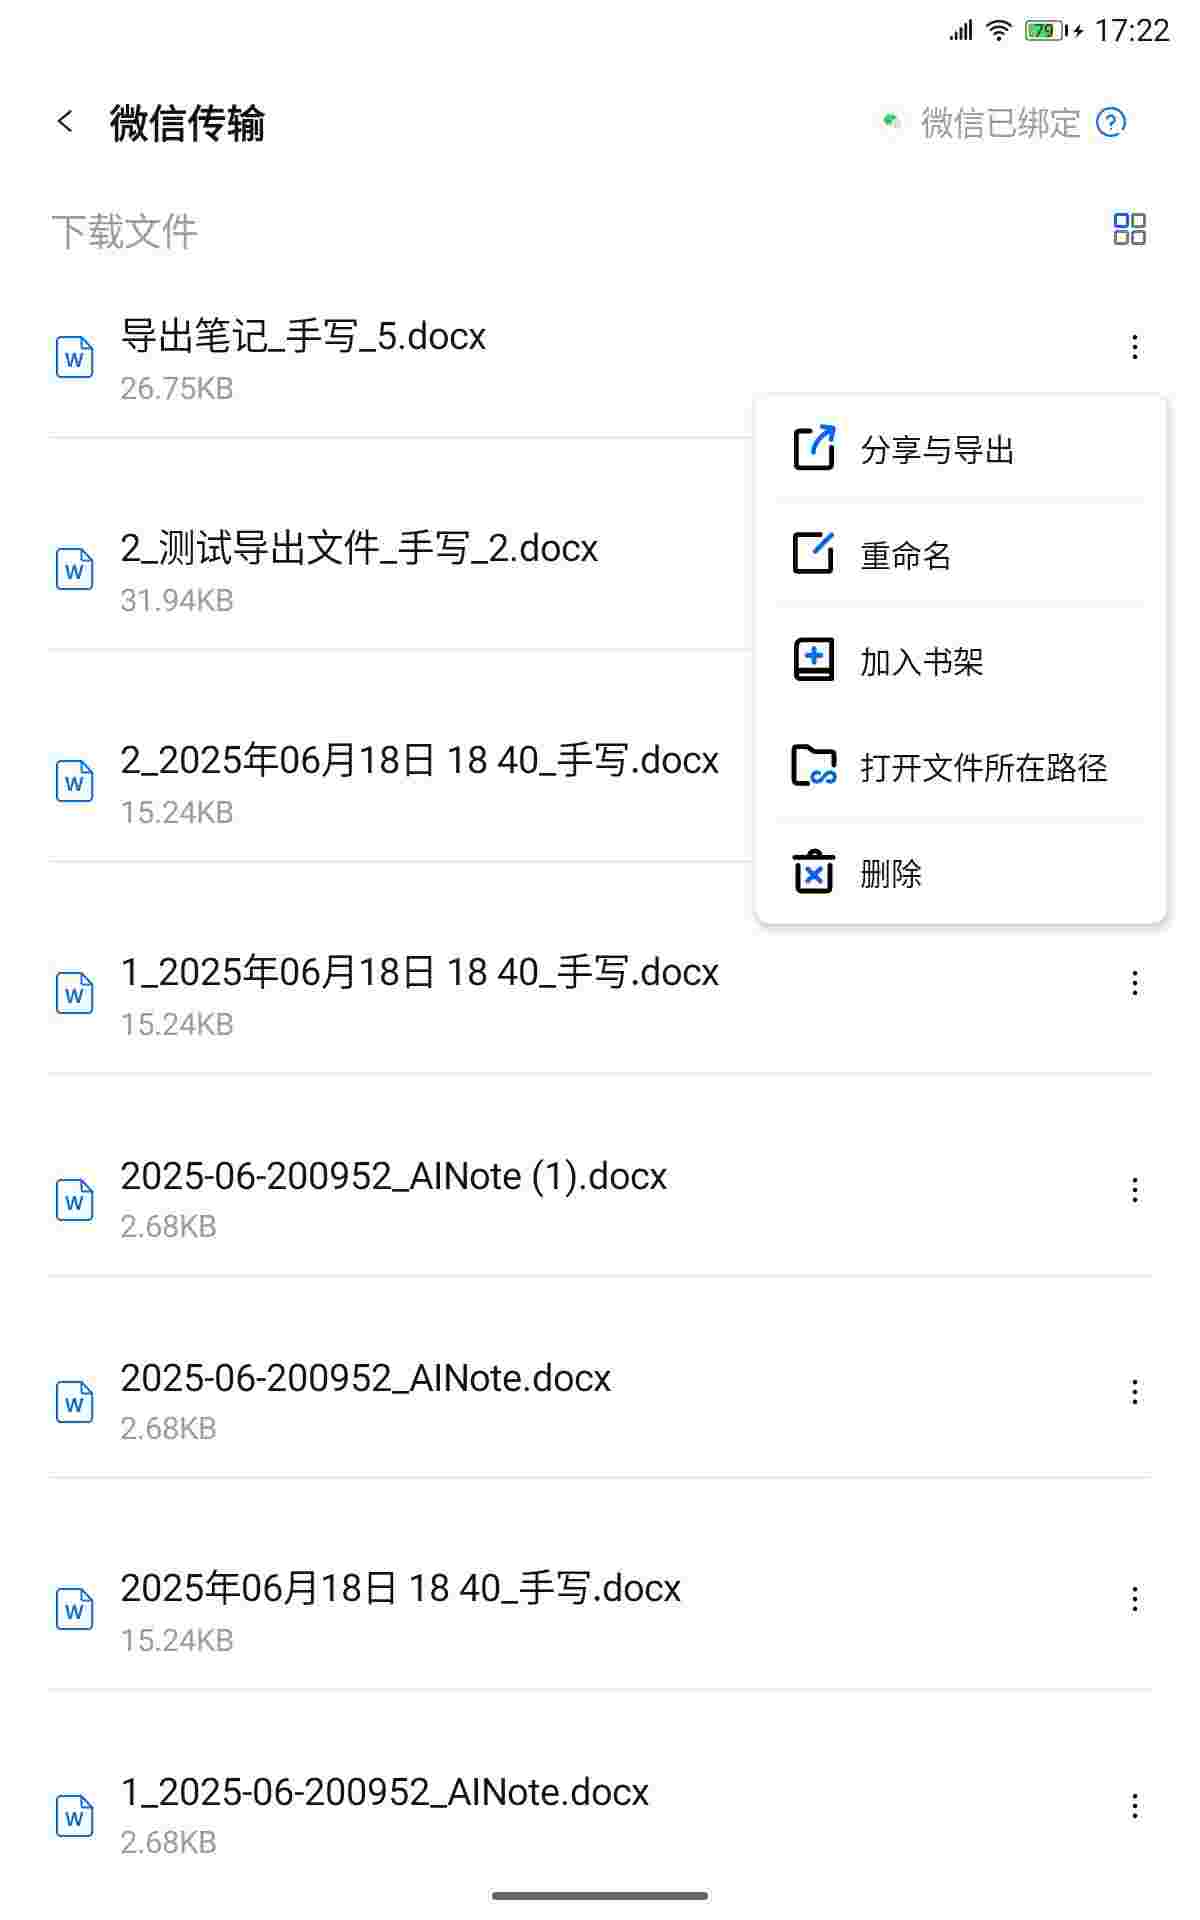 79 17:22
微信传输
微信已绑定
下载文件
导出笔记_手写_5.docx
26.75KB
分享与导出
重命名
加入书架
打开文件所在路径
删除
2_测试导出文件_手写_2.docx
31.94KB
2_2025年06月18日 18 40_手写.docx
15.24KB
1_2025年06月18日 18 40_手写.docx
15.24KB
2025-06-200952_AINote (1).docx
2.68KB
2025-06-200952_AINote.docx
2.68KB
2025年06月18日 18 40_手写.docx
15.24KB
1_2025-06-200952_AINote.docx
2.68KB